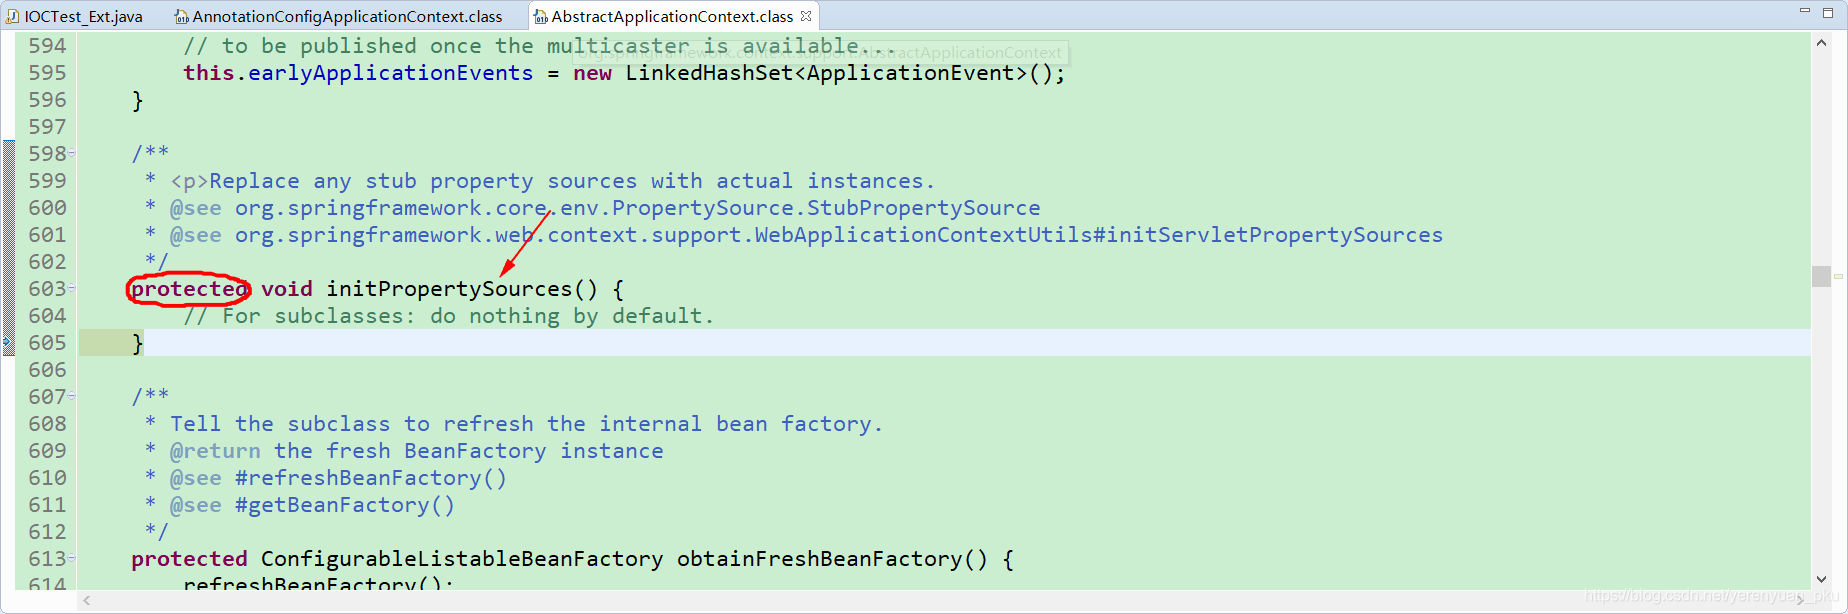 IOCTest_Ext.java AnnotationConfigApplicationContext.class AbstractApplicationContext.class
594 // to be published once the multicaster is available...
org.springframework.context.support.AbstractApplicationContext
595 this.earlyApplicationEvents = new LinkedHashSet<ApplicationEvent>();
596 }
597
598 /**
599 * <p>Replace any stub property sources with actual instances.
600 * @see org.springframework.core.env.PropertySource.StubPropertySource
601 * @see org.springframework.web.context.support.WebApplicationContextUtils#initServletPropertySources
602 */
603 protected void initPropertySources() {
604 // For subclasses: do nothing by default.
605 }
606
607 /**
608 * Tell the subclass to refresh the internal bean factory.
609 * @return the fresh BeanFactory instance
610 * @see #refreshBeanFactory()
611 * @see #getBeanFactory()
612 */
613 protected ConfigurableListableBeanFactory obtainFreshBeanFactory() {
614 refreshBeanFactory();
https://blog.csdn.net/yerenyuan_pku